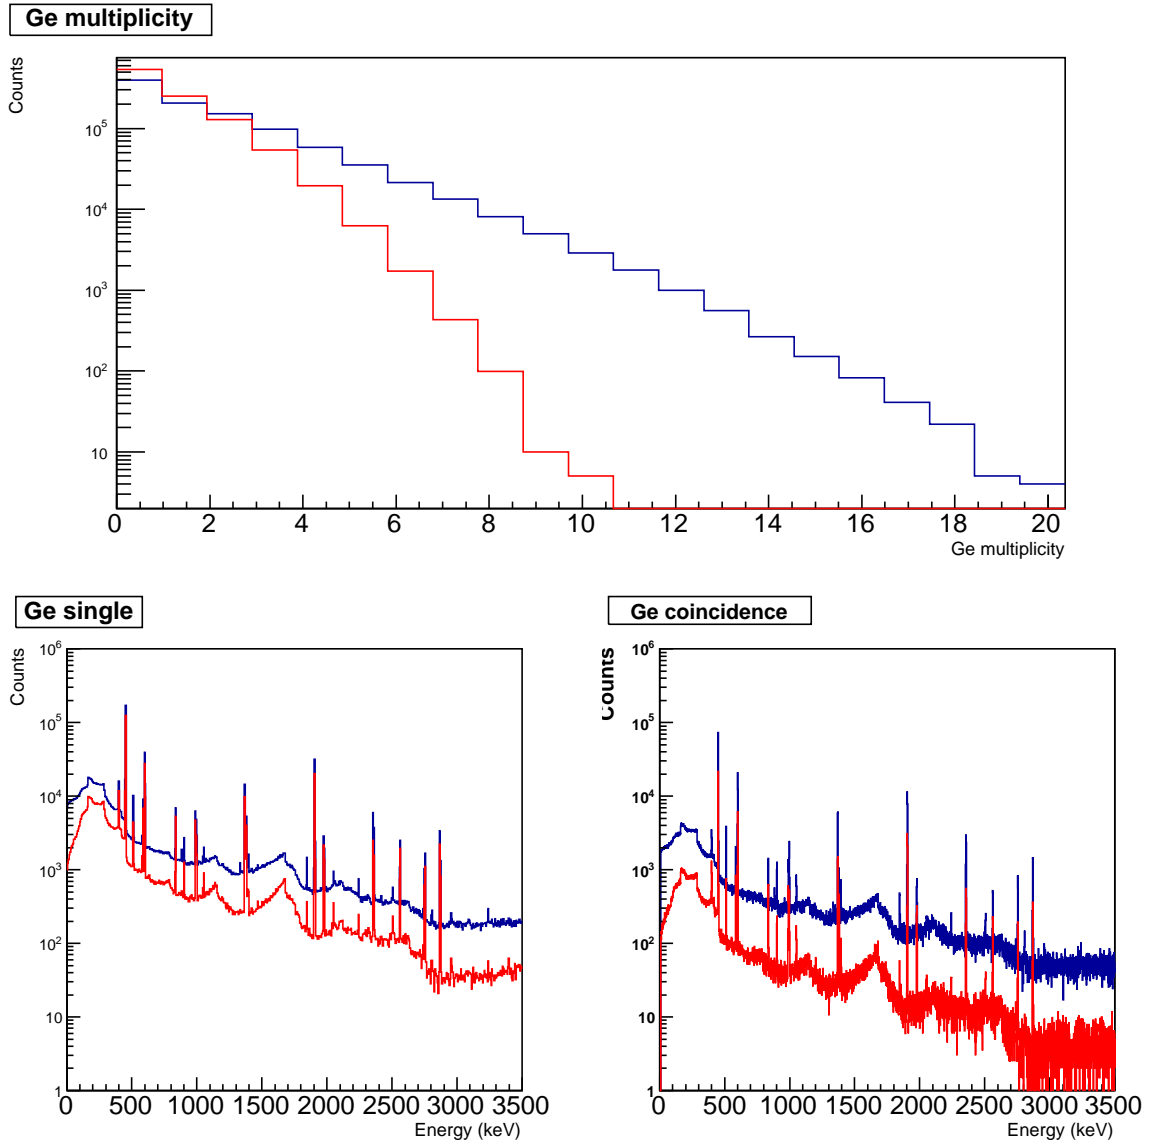 Ge multiplicity
Counts
10^5
10^4
10^3
10^2
10
0 2 4 6 8 10 12 14 16 18 20
Ge multiplicity
Ge single
Counts
10^6
10^5
10^4
10^3
10^2
10
1
0 500 1000 1500 2000 2500 3000 3500
Energy (keV)
Ge coincidence
Counts
10^6
10^5
10^4
10^3
10^2
10
1
0 500 1000 1500 2000 2500 3000 3500
Energy (keV)